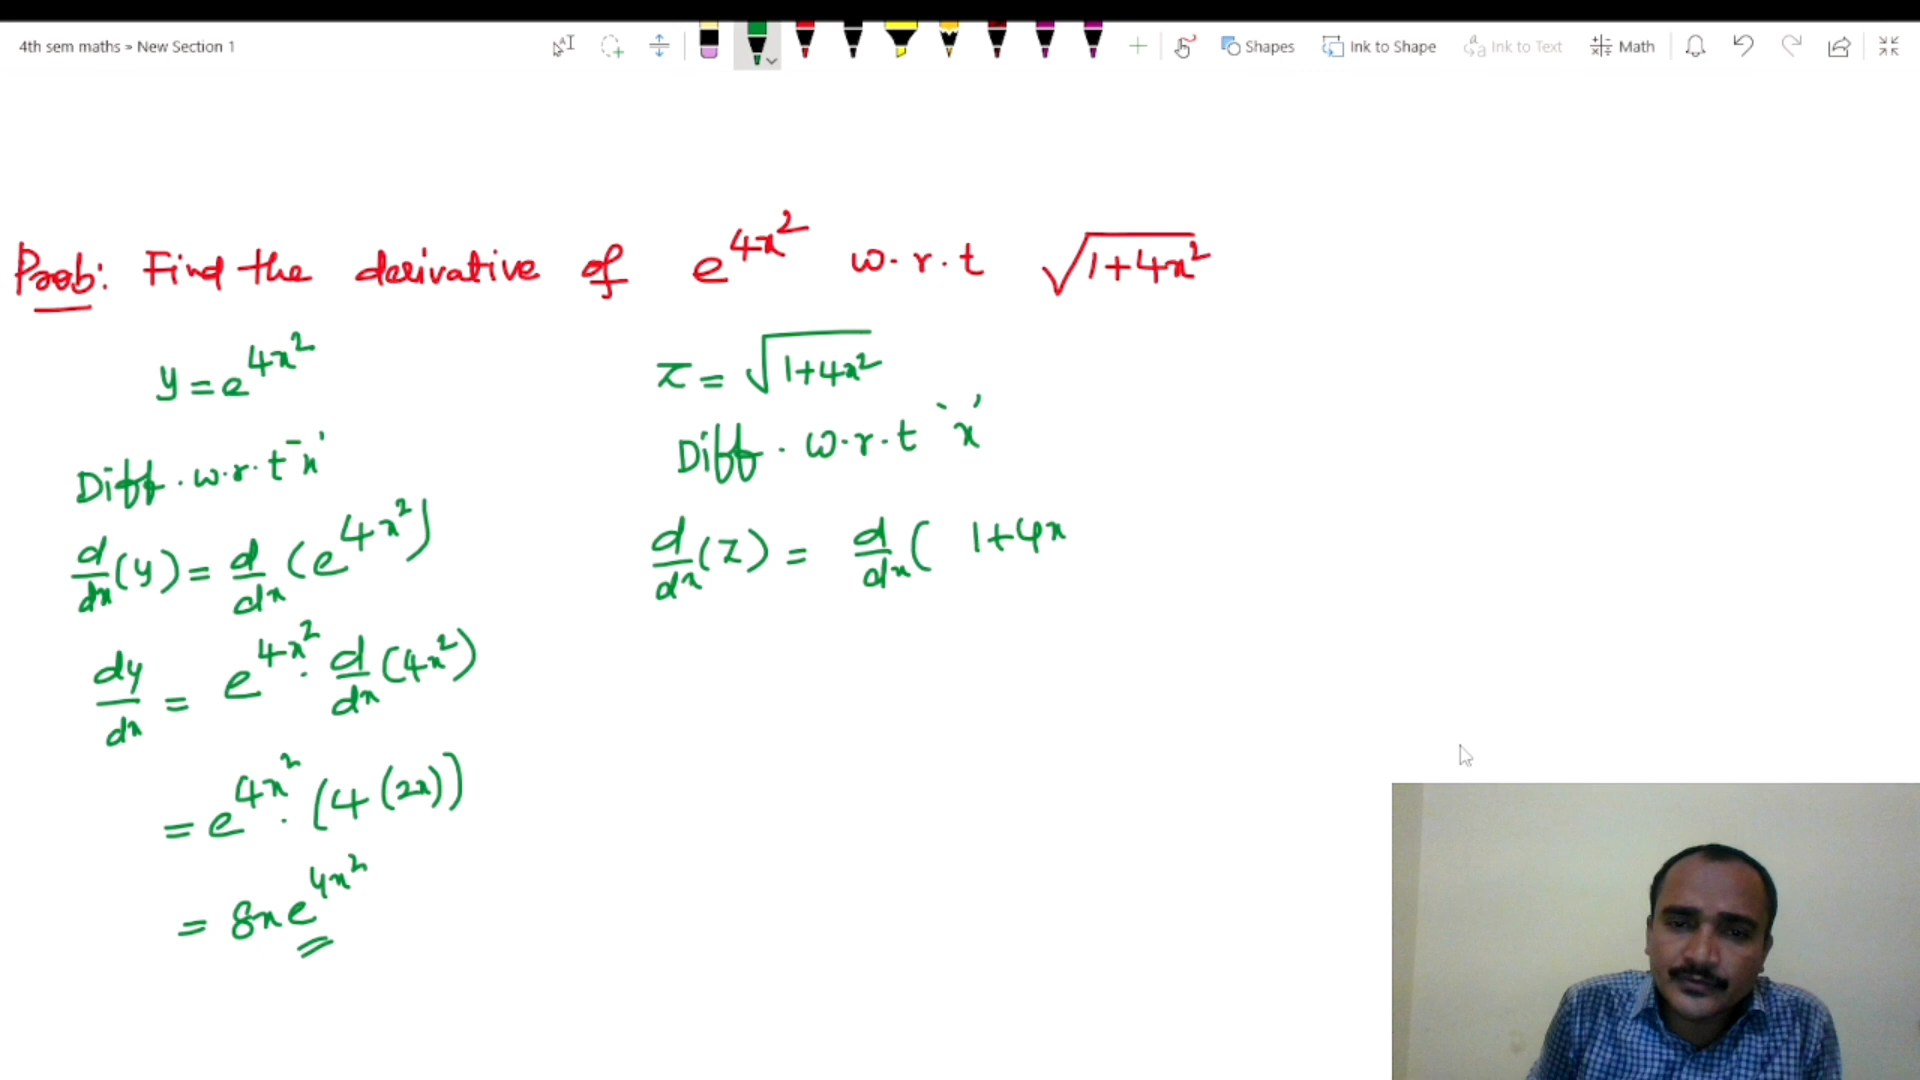 4th sem maths » New Section 1
Shapes Ink to Shape Ink to Text Math
Prob: Find the derivative of e^{4x^2} w.r.t √(1+4x^2)
y = e^{4x^2}
Diff. w.r.t 'x'
d/dx (y) = d/dx (e^{4x^2})
dy/dx = e^{4x^2} · d/dx (4x^2)
= e^{4x^2} · (4(2x))
= 8x e^{4x^2}
z = √(1+4x^2)
Diff. w.r.t 'x'
d/dx (z) = d/dx ( 1+4x